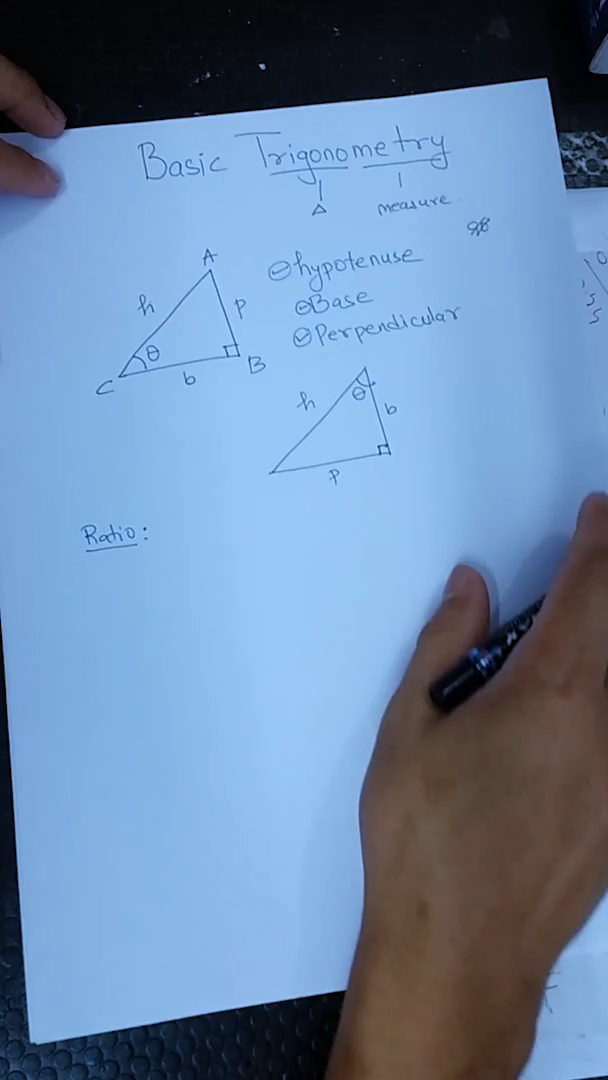 Basic Trigonometry
Δ measure
A
h p
θ
C b B
hypotenuse
Base
Perpendicular
h θ b
p
Ratio: